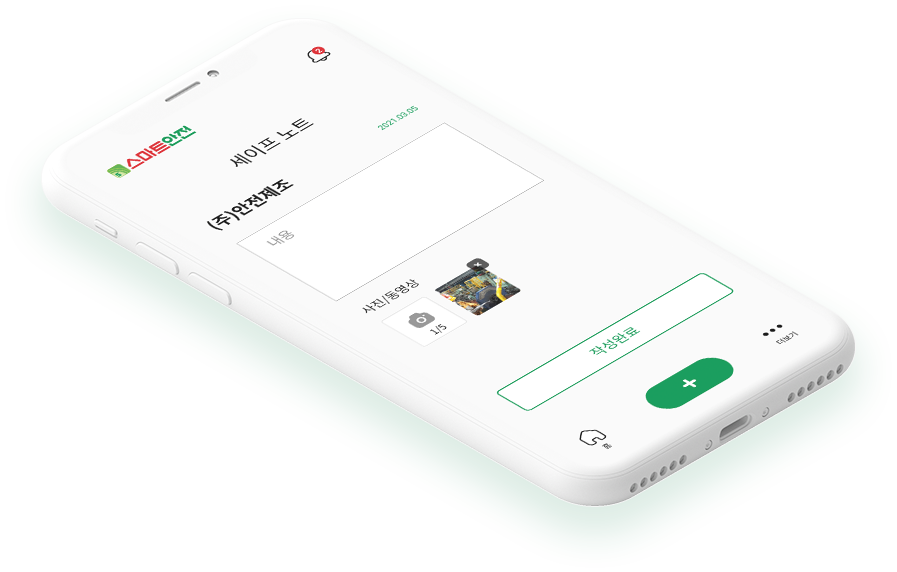 2
스마트안전
세이프 노트
2021.03.05
(주)안전제조
내용
사진/동영상
1/5
작성완료
홈
더보기